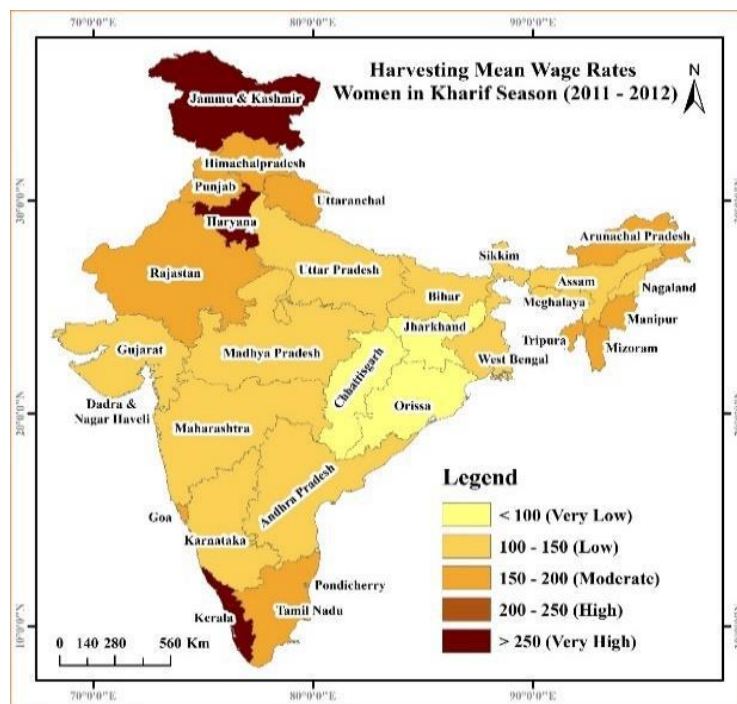 70°0'0"E 80°0'0"E 90°0'0"E
Harvesting Mean Wage Rates
Women in Kharif Season (2011 - 2012)
N
Jammu & Kashmir
Himachalpradesh
Punjab
Uttaranchal
30°0'0"N
Haryana
Arunachal Pradesh
Sikkim
Rajastan
Uttar Pradesh
Assam
Nagaland
Bihar
Meghalaya
Manipur
Jharkhand
Tripura
Mizoram
Gujarat
Madhya Pradesh
West Bengal
Chhattisgarh
Orissa
Dadra &
Nagar Haveli
20°0'0"N
Maharashtra
Legend
Andhra Pradesh
< 100 (Very Low)
Goa
Karnataka
100 - 150 (Low)
Pondicherry
150 - 200 (Moderate)
Kerala
Tamil Nadu
200 - 250 (High)
10°0'0"N
0 140 280 560 Km
> 250 (Very High)
70°0'0"E 80°0'0"E 90°0'0"E